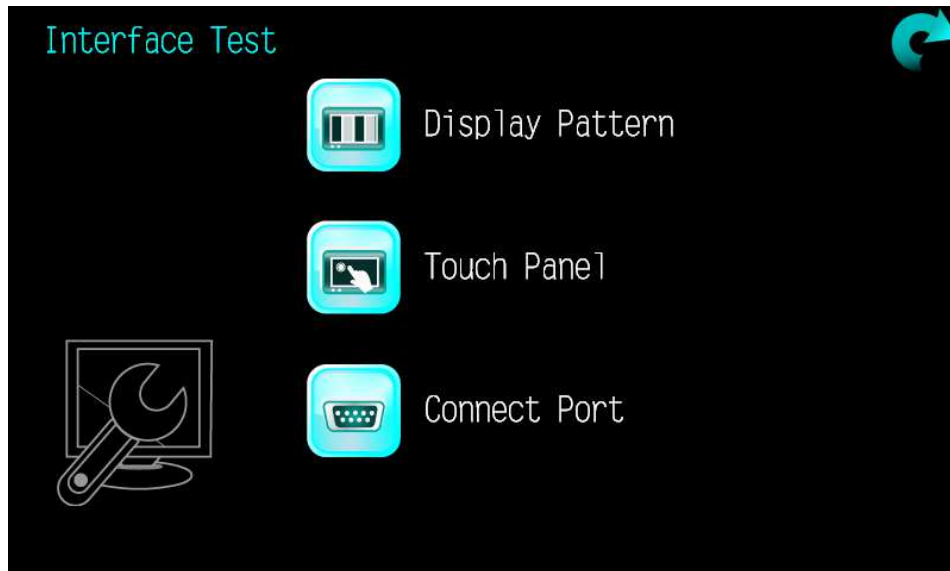 Interface Test
Display Pattern
Touch Panel
Connect Port